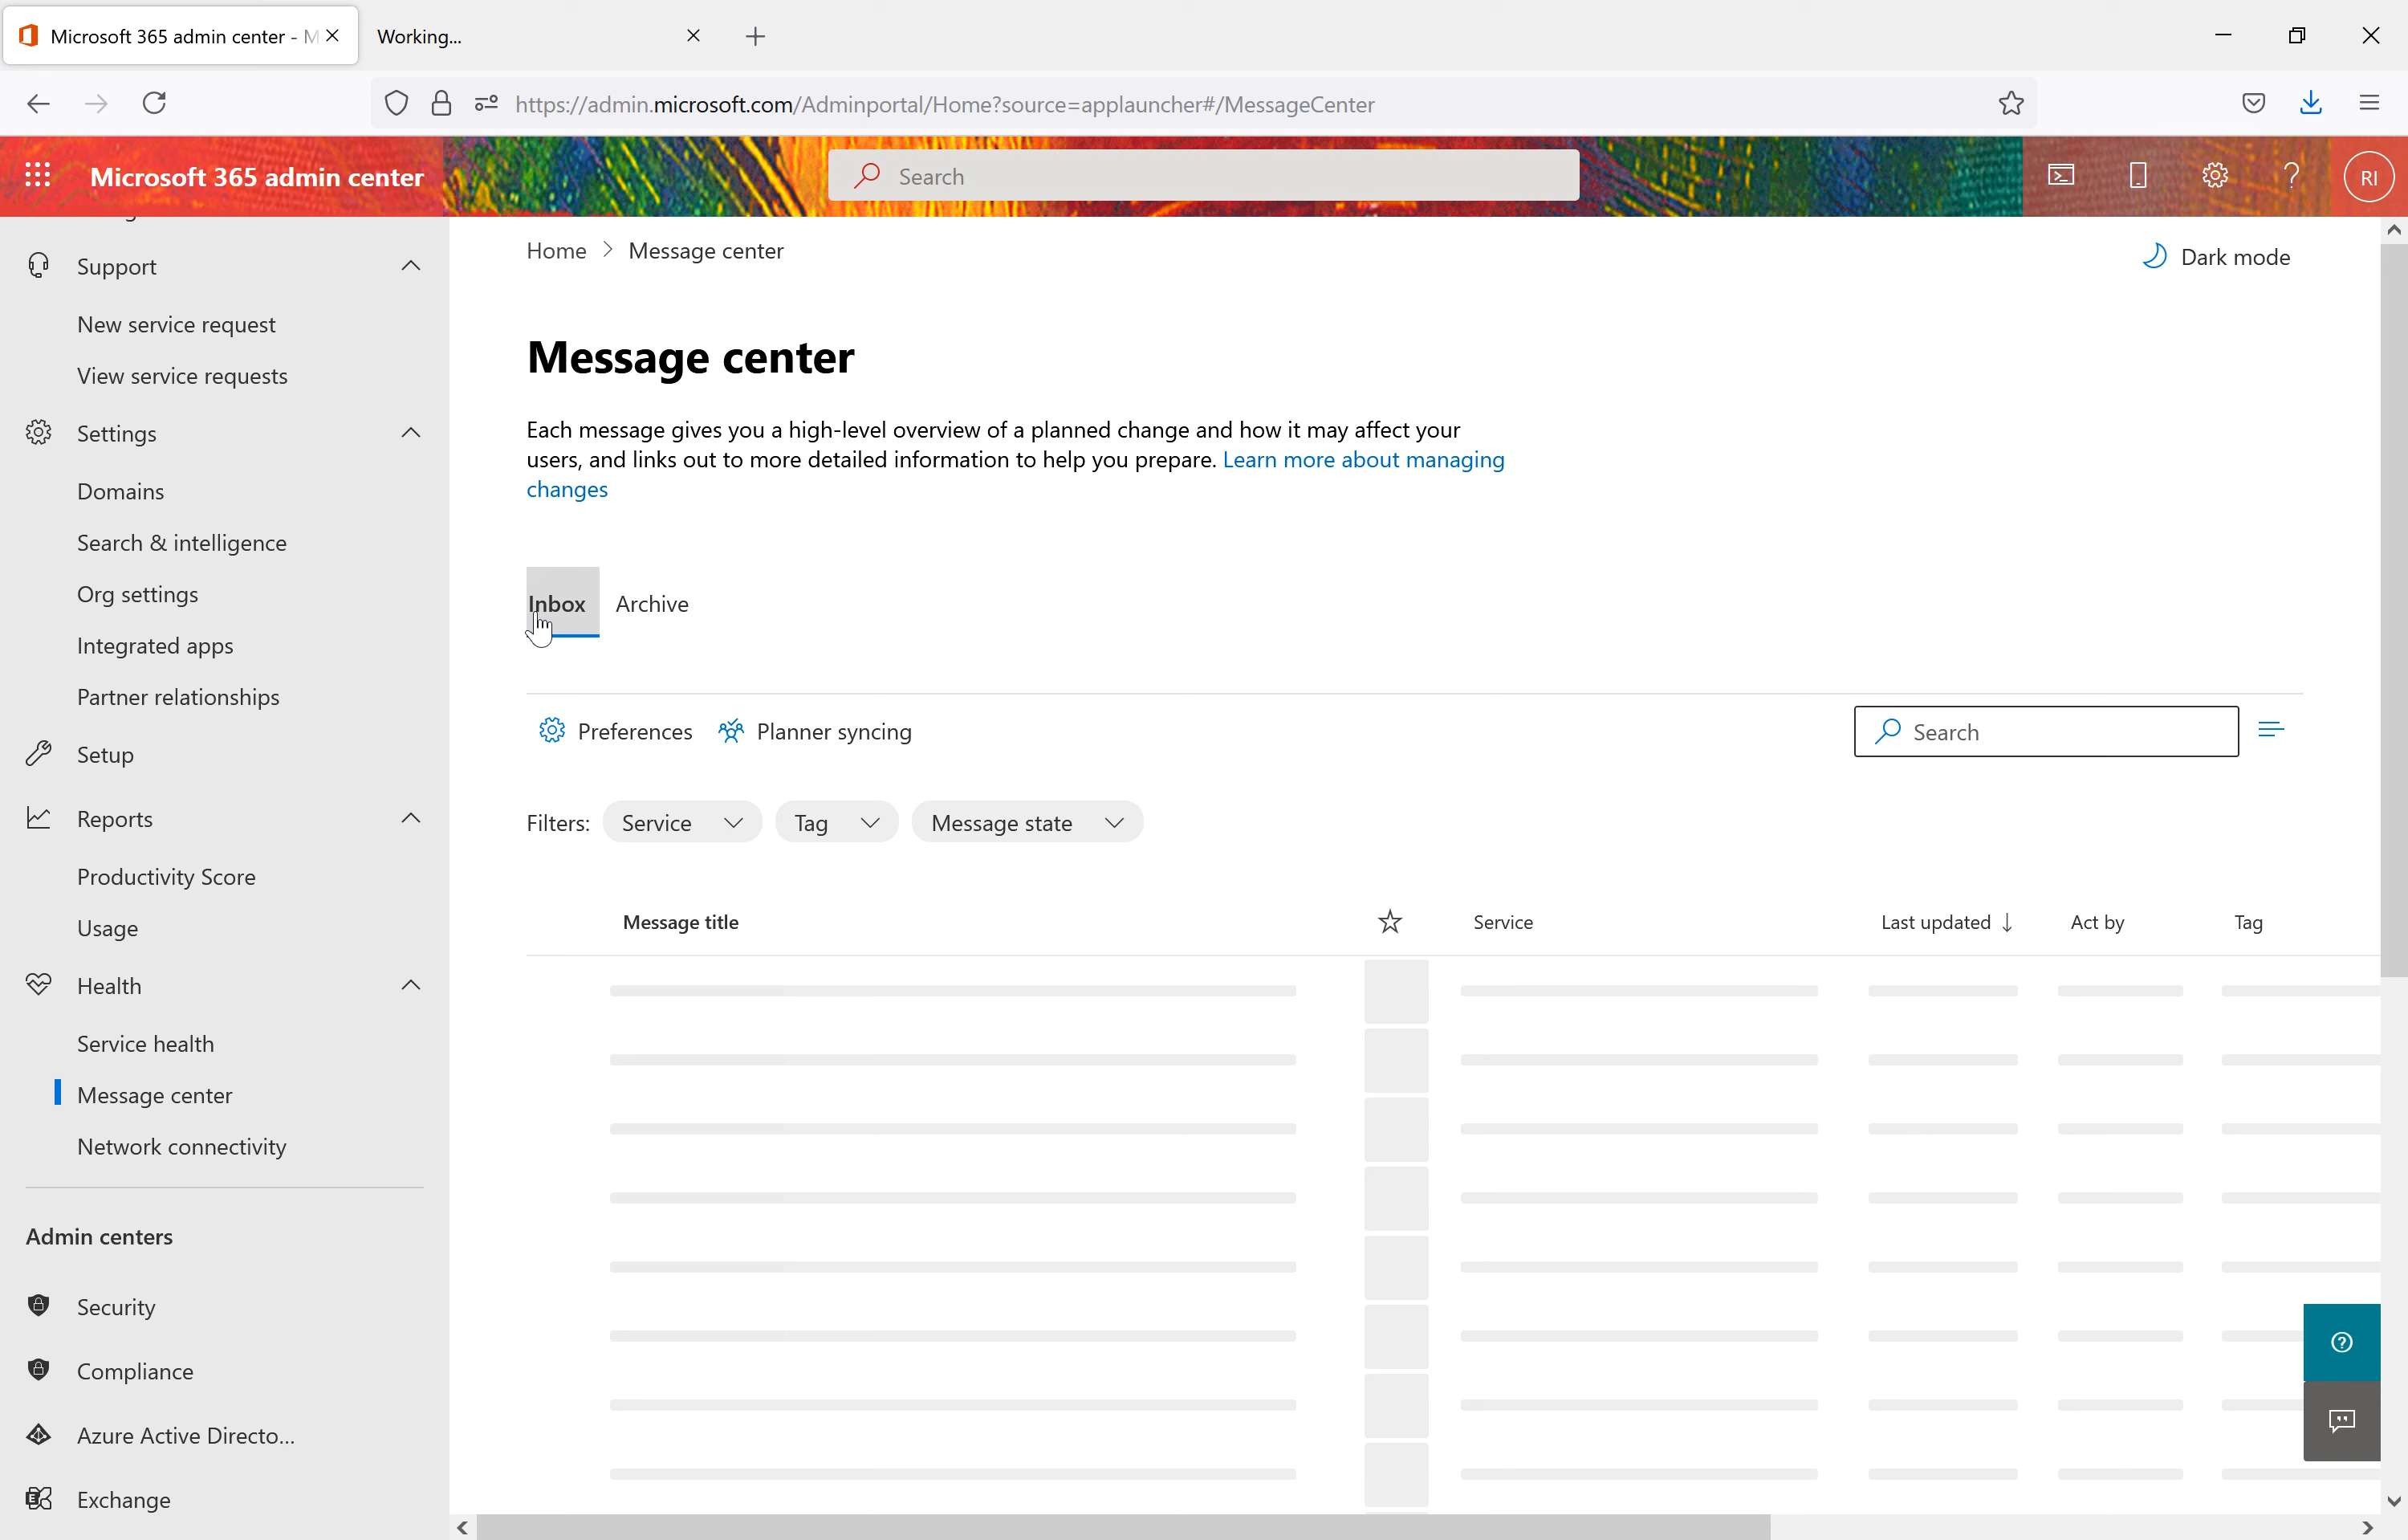 Microsoft 365 admin center - M
Working...
https://admin.microsoft.com/Adminportal/Home?source=applauncher#/MessageCenter
Microsoft 365 admin center
Search
RI
Support
New service request
View service requests
Settings
Domains
Search & intelligence
Org settings
Integrated apps
Partner relationships
Setup
Reports
Productivity Score
Usage
Health
Service health
Message center
Network connectivity
Admin centers
Security
Compliance
Azure Active Directo...
Exchange
Home > Message center
Dark mode
Message center
Each message gives you a high-level overview of a planned change and how it may affect your
users, and links out to more detailed information to help you prepare. Learn more about managing
changes
Inbox Archive
Preferences Planner syncing
Search
Filters: Service Tag Message state
Message title Service Last updated ↓ Act by Tag